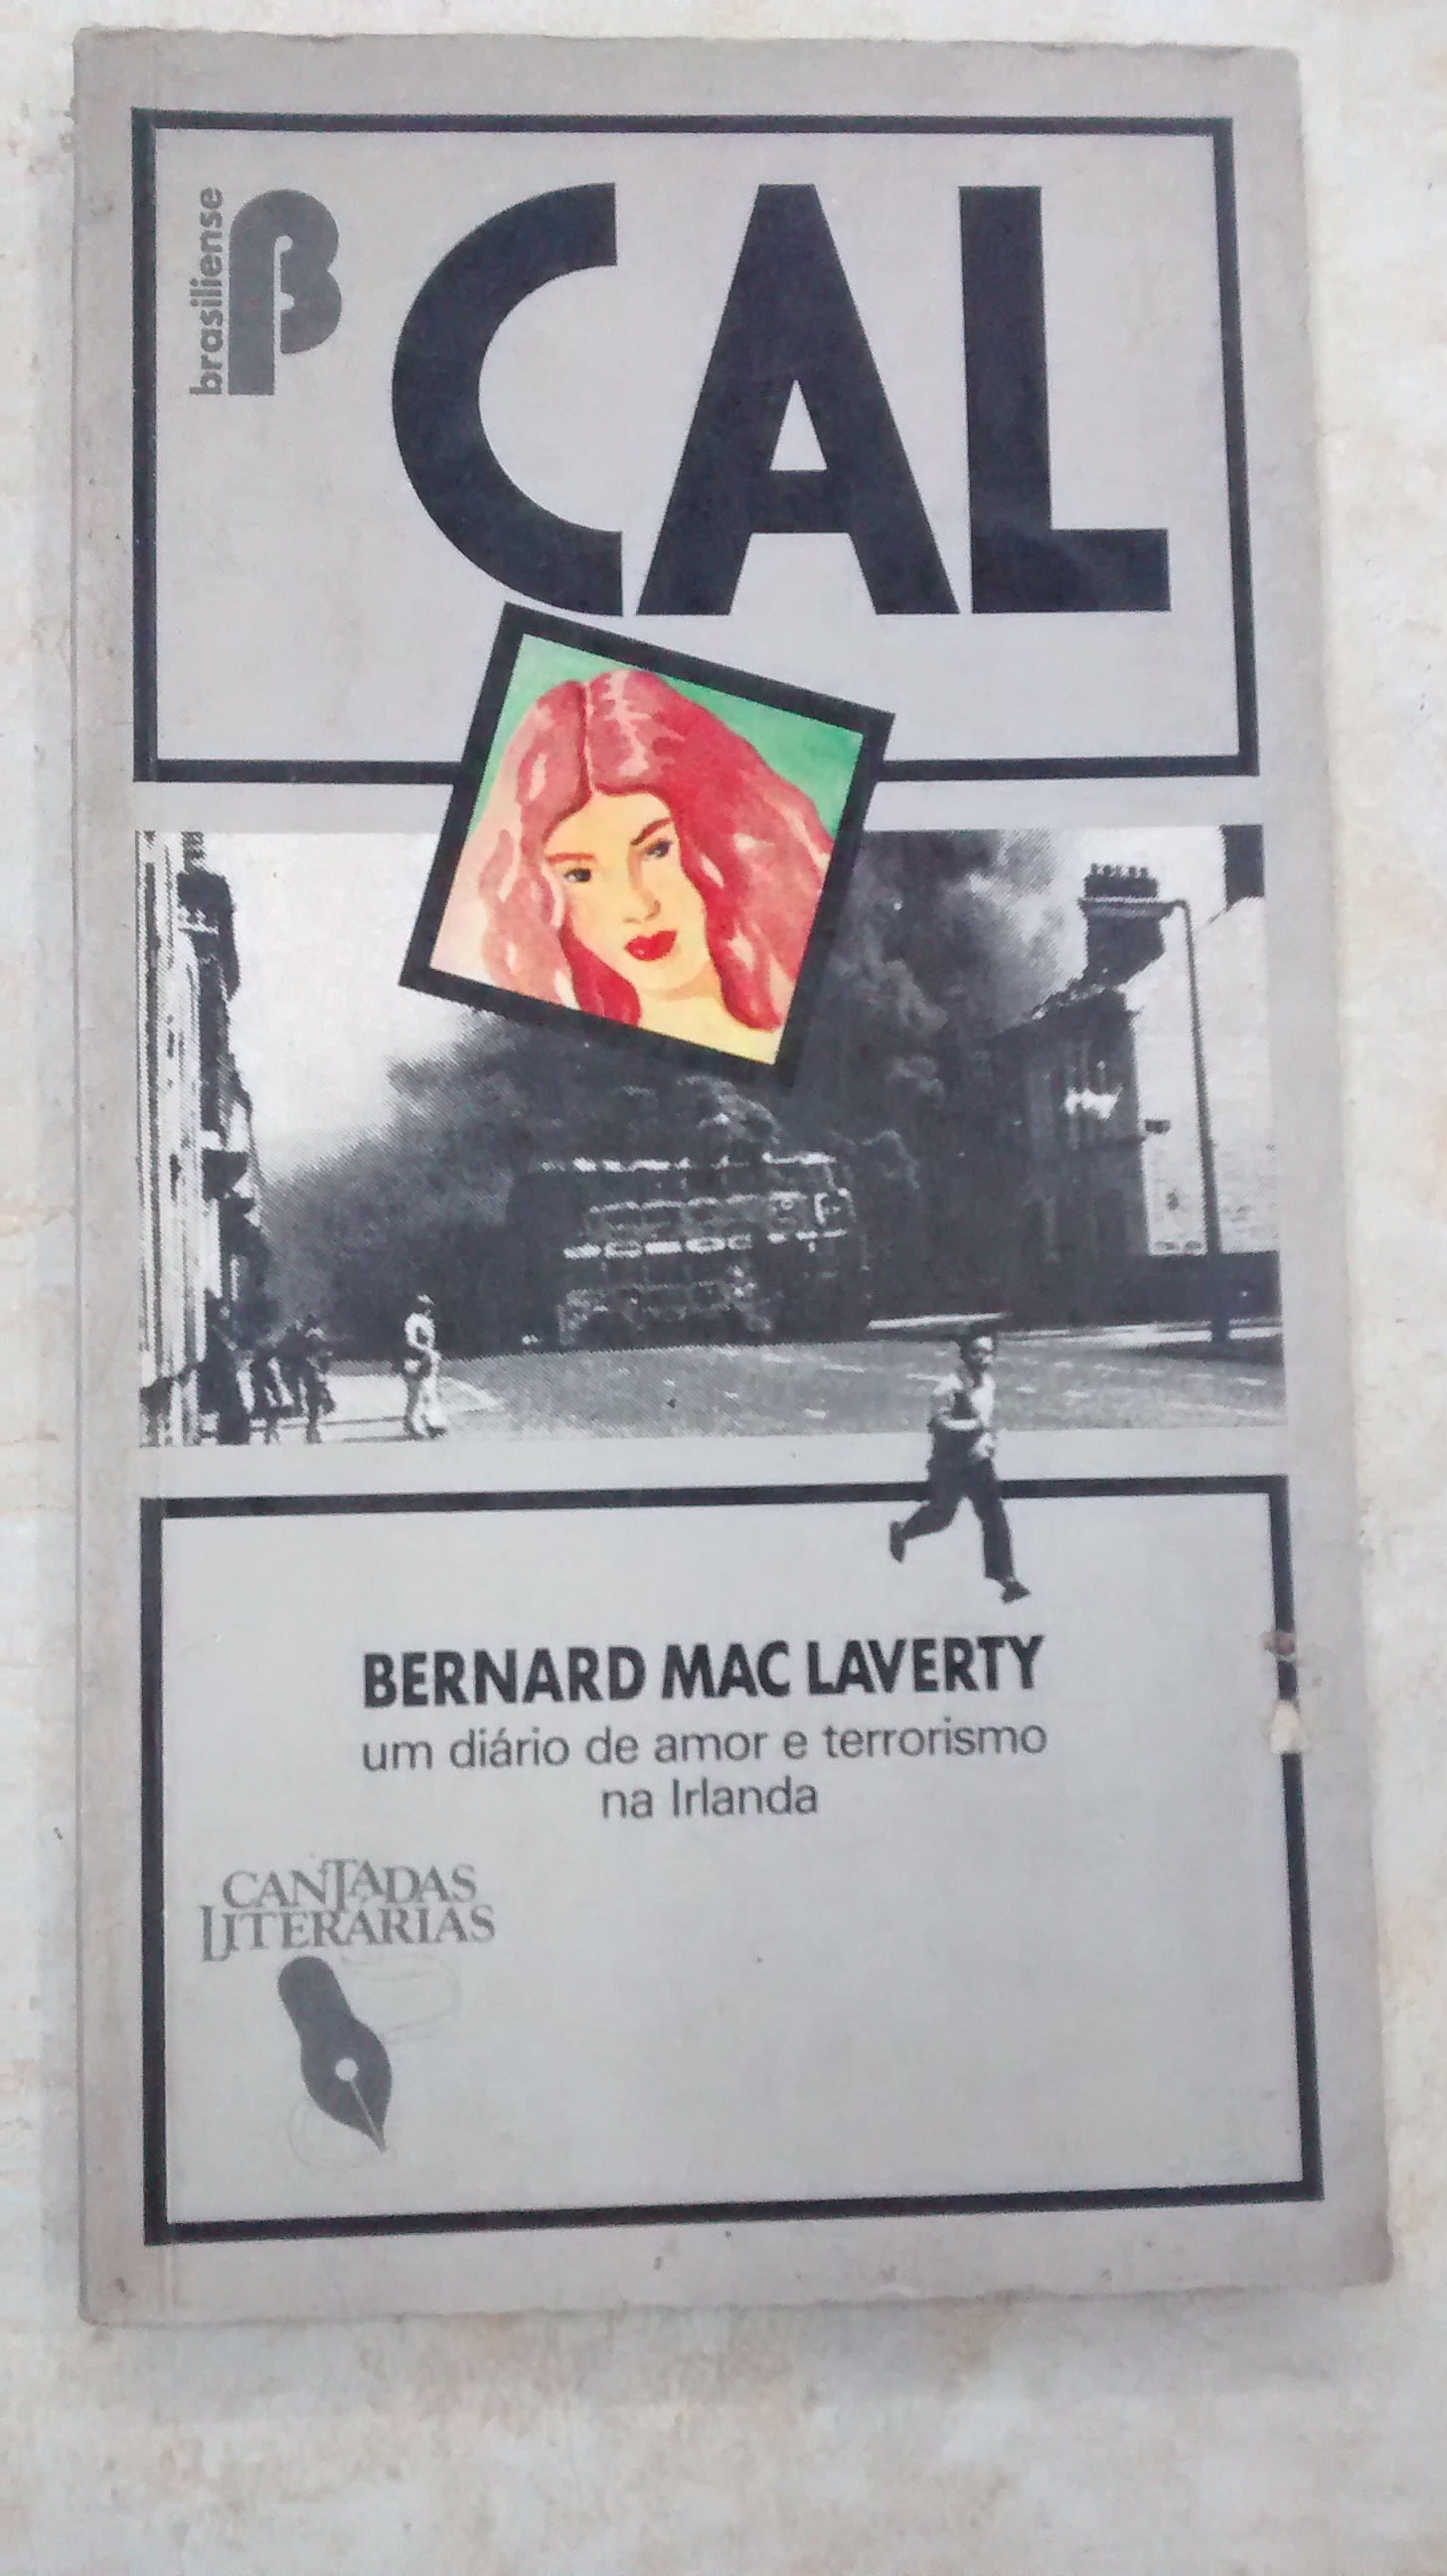 brasiliense
CAL
BERNARD MAC LAVERTY
um diário de amor e terrorismo
na Irlanda
CANTADAS
LITERÁRIAS